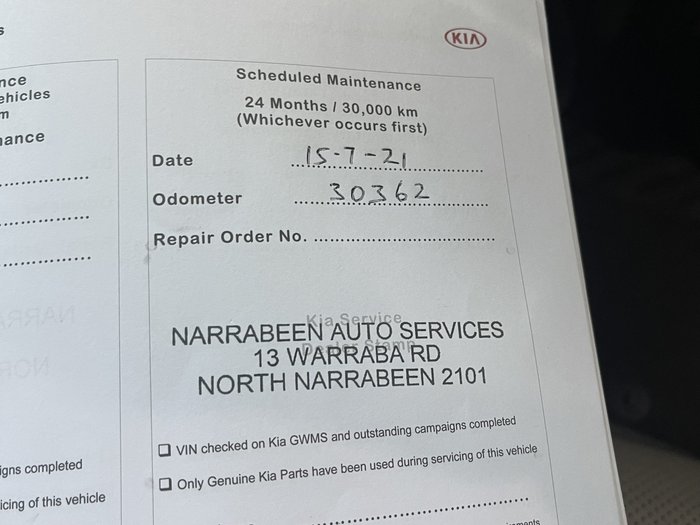 s
KIA
nce
ehicles
m
nance
Scheduled Maintenance
24 Months / 30,000 km
(Whichever occurs first)
Date 15-7-21
Odometer 30362
Repair Order No.
Kia Service
Dealer Stamp
NARRABEEN AUTO SERVICES
13 WARRABA RD
NORTH NARRABEEN 2101
❑ VIN checked on Kia GWMS and outstanding campaigns completed
❑ Only Genuine Kia Parts have been used during servicing of this vehicle
igns completed
icing of this vehicle